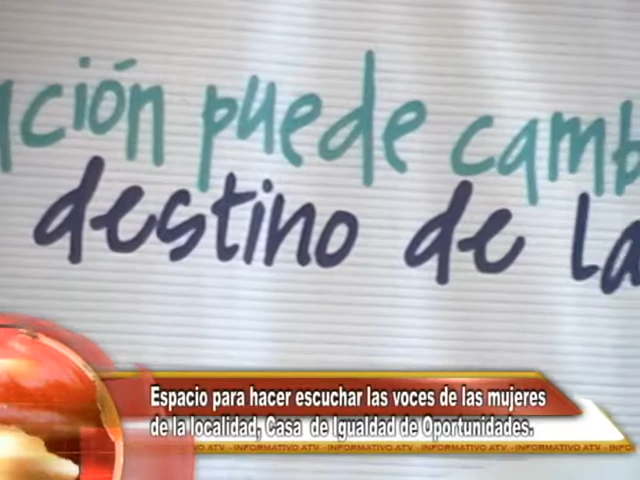 ación puede camb
destino de la
Espacio para hacer escuchar las voces de las mujeres
de la localidad, Casa de Igualdad de Oportunidades.
INFORMATIVO ATV - INFORMATIVO ATV - INFORMATIVO ATV - INFORMATIVO ATV - INFO